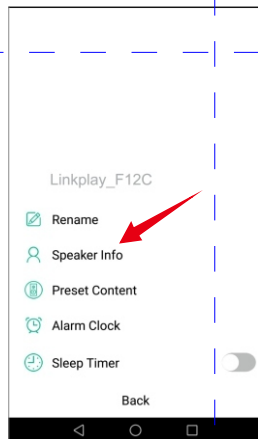 Linkplay_F12C
Rename
Speaker Info
Preset Content
Alarm Clock
Sleep Timer
Back